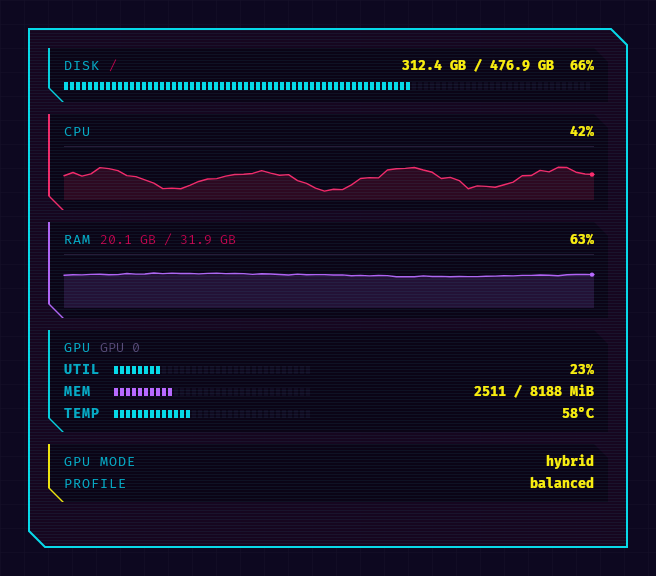 DISK / 312.4 GB / 476.9 GB 66%
CPU 42%
RAM 20.1 GB / 31.9 GB 63%
GPU GPU 0
UTIL 23%
MEM 2511 / 8188 MiB
TEMP 58°C
GPU MODE hybrid
PROFILE balanced